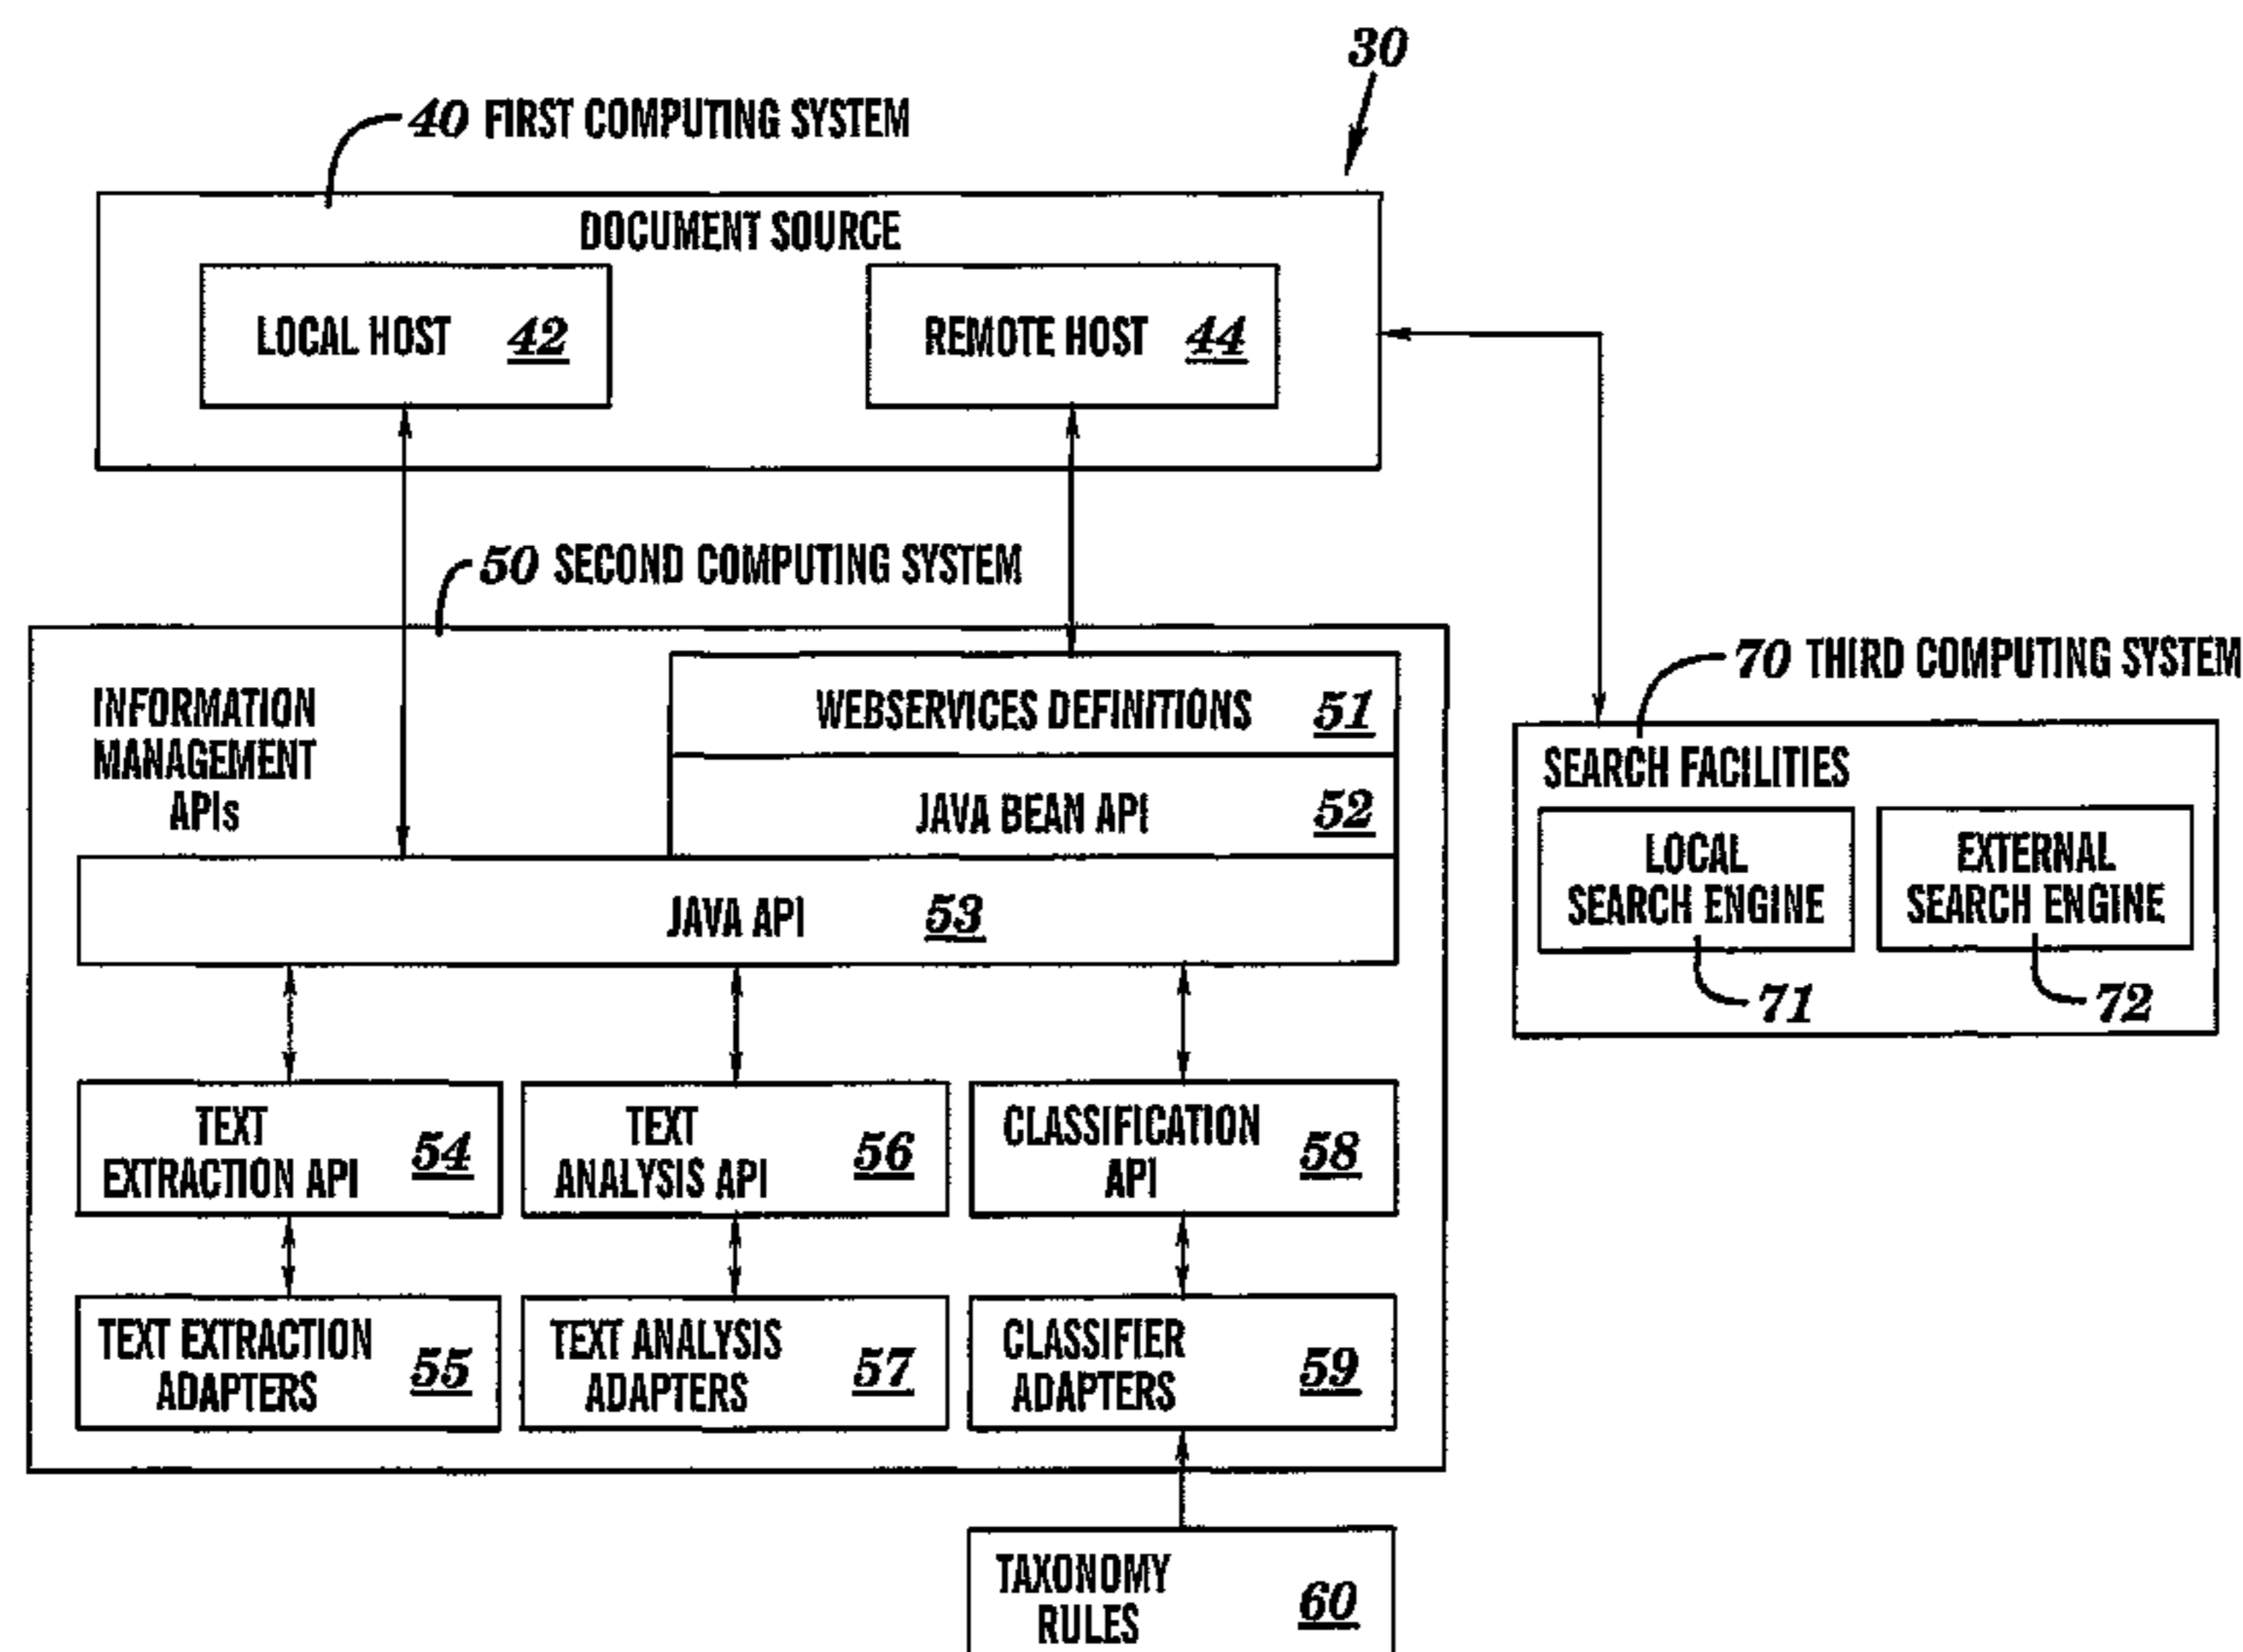 30
40 FIRST COMPUTING SYSTEM
DOCUMENT SOURCE
LOCAL HOST 42
REMOTE HOST 44
50 SECOND COMPUTING SYSTEM
INFORMATION
MANAGEMENT
APIs
WEBSERVICES DEFINITIONS 51
JAVA BEAN API 52
JAVA API 53
70 THIRD COMPUTING SYSTEM
SEARCH FACILITIES
LOCAL
SEARCH ENGINE
71
EXTERNAL
SEARCH ENGINE
72
TEXT
EXTRACTION API 54
TEXT
ANALYSIS API 56
CLASSIFICATION
API 58
TEXT EXTRACTION
ADAPTERS 55
TEXT ANALYSIS
ADAPTERS 57
CLASSIFIER
ADAPTERS 59
TAXONOMY
RULES 60